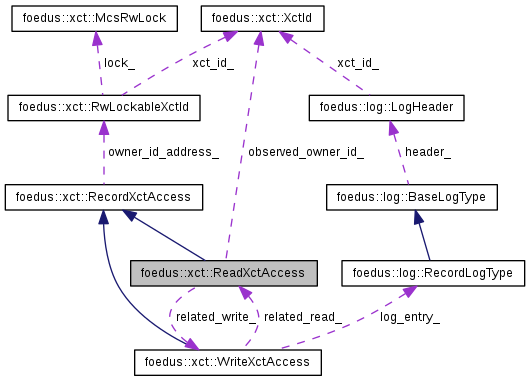 foedus::xct::McsRwLock
foedus::xct::XctId
lock_
xct_id_
xct_id_
foedus::xct::RwLockableXctId
foedus::log::LogHeader
owner_id_address_
observed_owner_id_
header_
foedus::xct::RecordXctAccess
foedus::log::BaseLogType
foedus::xct::ReadXctAccess
foedus::log::RecordLogType
related_write_
related_read_
log_entry_
foedus::xct::WriteXctAccess